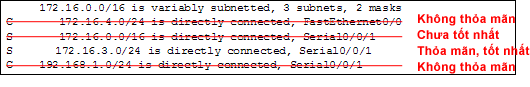 172.16.0.0/16 is variably subnetted, 3 subnets, 2 masks
C 172.16.4.0/24 is directly connected, FastEthernet0/0 Không thỏa mãn
S 172.16.0.0/16 is directly connected, Serial0/0/1 Chưa tốt nhất
S 172.16.3.0/24 is directly connected, Serial0/0/1 Thỏa mãn, tốt nhất
C 192.168.1.0/24 is directly connected, Serial0/0/1 Không thỏa mãn